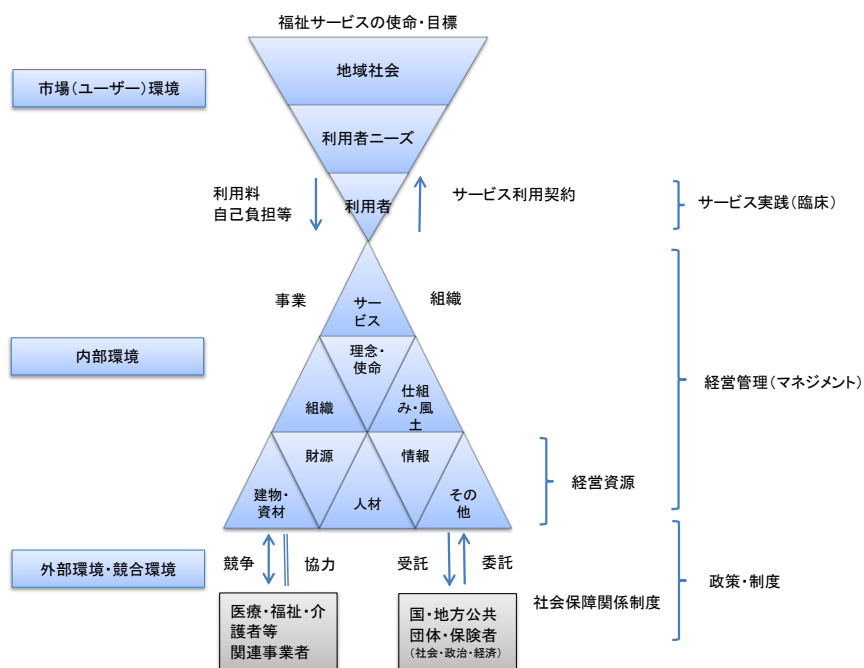 福祉サービスの使命・目標
地域社会
市場（ユーザー）環境
利用者ニーズ
利用料
自己負担等
利用者
サービス利用契約
サービス実践（臨床）
事業
組織
サー
ビス
内部環境
理念・
使命
組織
仕組
み・風
土
経営管理（マネジメント）
財源
情報
建物・
資材
人材
その
他
経営資源
外部環境・競合環境
競争
協力
受託
委託
政策・制度
社会保障関係制度
医療・福祉・介
護者等
関連事業者
国・地方公共
団体・保険者
（社会・政治・経済）